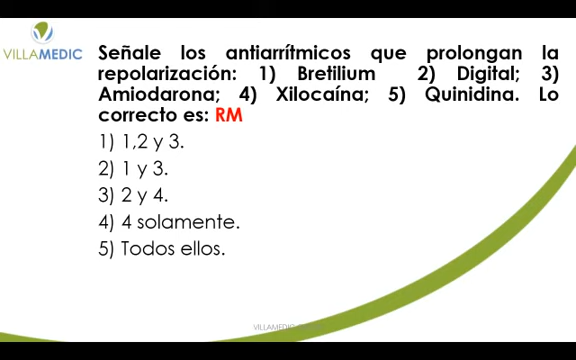 VILLAMEDIC
Señale los antiarrítmicos que prolongan la
repolarización: 1) Bretilium 2) Digital; 3)
Amiodarona; 4) Xilocaína; 5) Quinidina. Lo
correcto es: RM
1) 1,2 y 3.
2) 1 y 3.
3) 2 y 4.
4) 4 solamente.
5) Todos ellos.
VILLAMEDIC